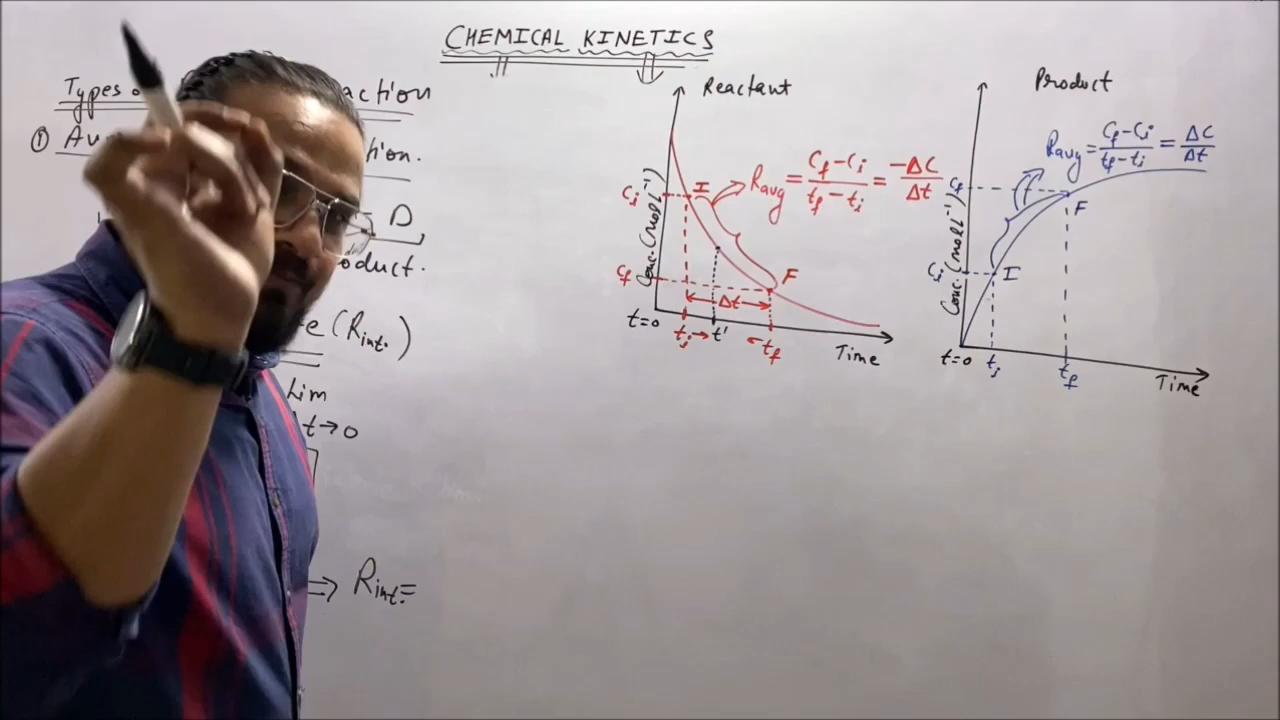 CHEMICAL KINETICS
Types
action
① Av
tion.
D
oduct.
te (Rint.)
Lim
t→0
⇒ Rint.=
Reactant
Ravg = Cf-Ci/tf-ti = -ΔC/Δt
Conc. (mol L⁻¹)
Ci
I
Cf
F
Δt
t=0
ti → t' ← tf
Time
Product
Ravg = Cf-Ci/tf-ti = ΔC/Δt
Conc. (mol L⁻¹)
Cf
F
Ci
I
t=0
ti
tf
Time